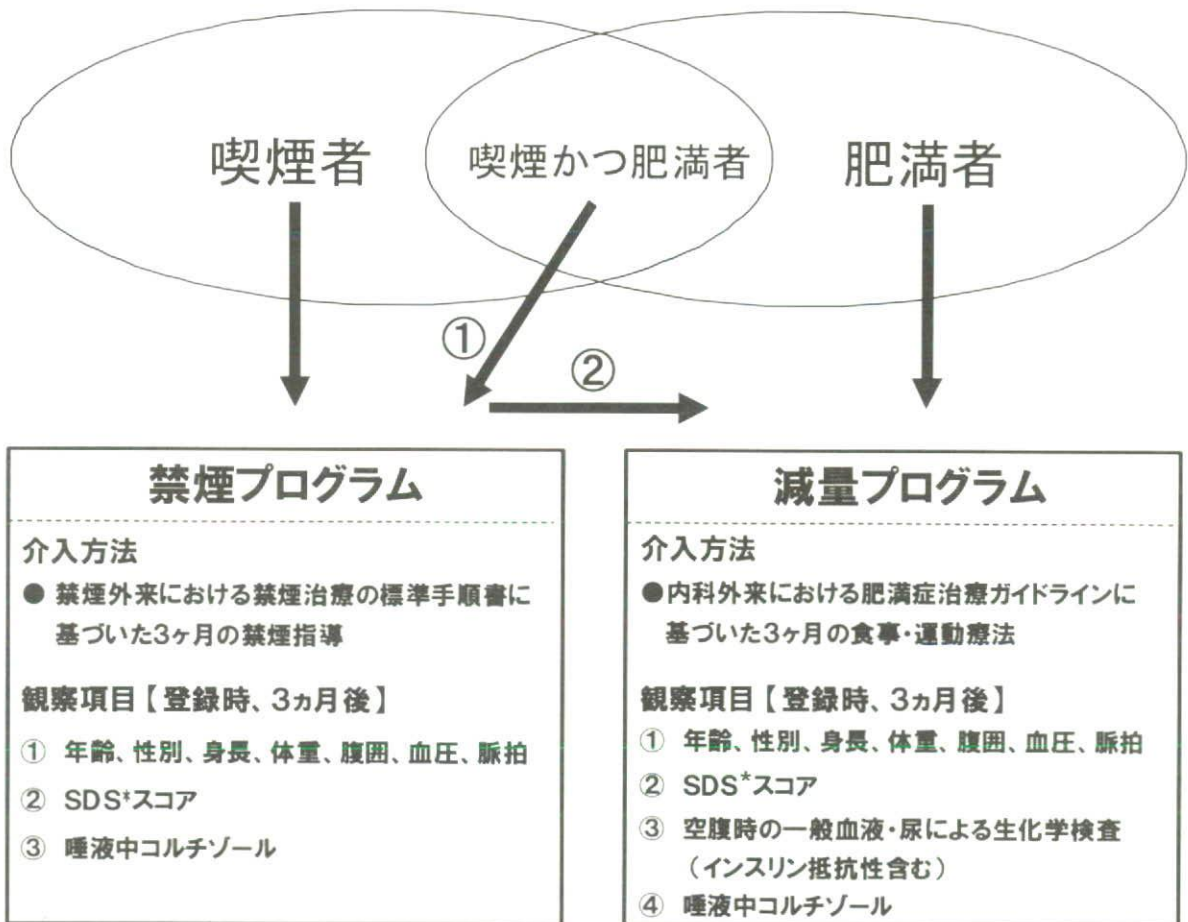 喫煙者
喫煙かつ肥満者
肥満者
①
②
禁煙プログラム
介入方法
● 禁煙外来における禁煙治療の標準手順書に
基づいた3ヶ月の禁煙指導
観察項目【登録時、3ヵ月後】
① 年齢、性別、身長、体重、腹囲、血圧、脈拍
② SDS*スコア
③ 唾液中コルチゾール
減量プログラム
介入方法
●内科外来における肥満症治療ガイドラインに
基づいた3ヶ月の食事・運動療法
観察項目【登録時、3ヵ月後】
① 年齢、性別、身長、体重、腹囲、血圧、脈拍
② SDS*スコア
③ 空腹時の一般血液・尿による生化学検査
(インスリン抵抗性含む)
④ 唾液中コルチゾール